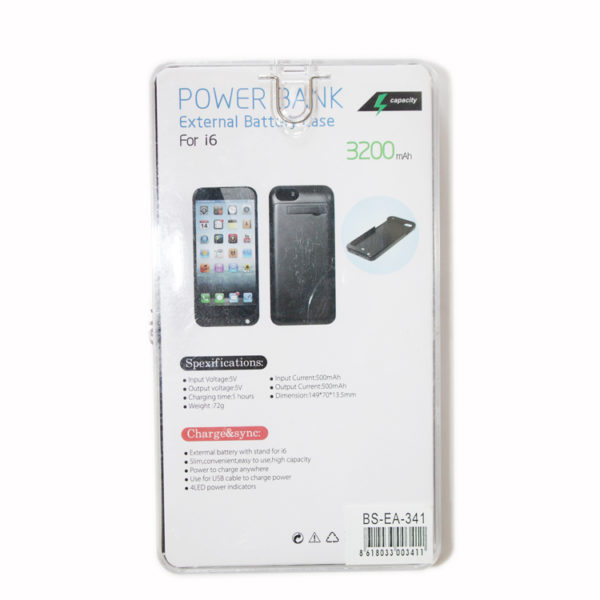 POWER BANK
capacity
External Battery Case
For i6
3200mAh
Spexifications:
Input Voltage:5V
Output voltage:5V
Charging time:5 hours
Weight :72g
Input Current:500mAh
Output Current:500mAh
Dimension:149*70*13.5mm
Charge&sync:
Extermal battery with stand for i6
Slim,convenient,easy to use,high capacity
Power to charge anywhere
Use for USB cable to charge power
4LED power indicators
BS-EA-341
8 618033 003411